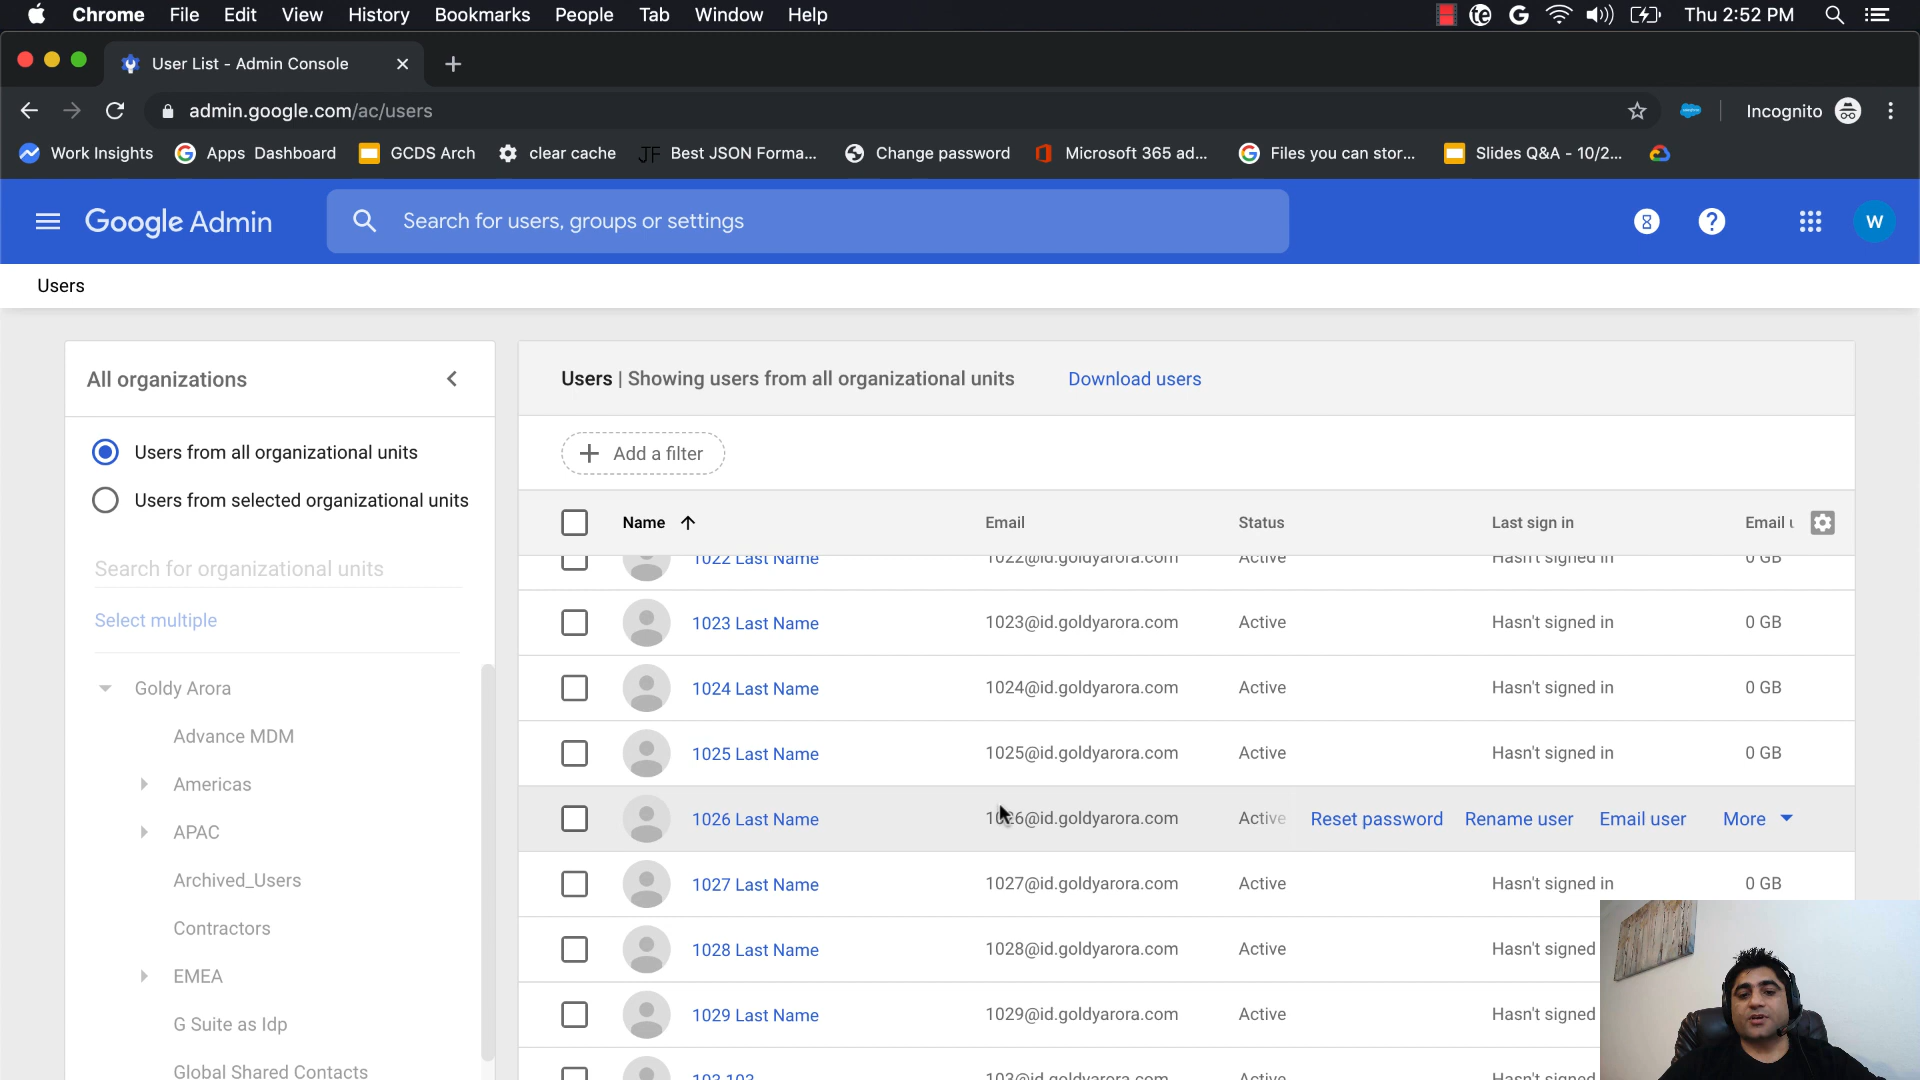 Chrome File Edit View History Bookmarks People Tab Window Help Thu 2:52 PM
User List - Admin Console
admin.google.com/ac/users Incognito
Work Insights Apps Dashboard GCDS Arch clear cache JF Best JSON Forma... Change password Microsoft 365 ad... Files you can stor... Slides Q&A - 10/2...
Google Admin Search for users, groups or settings W
Users
All organizations
Users from all organizational units
Users from selected organizational units
Search for organizational units
Select multiple
Goldy Arora
Advance MDM
Americas
APAC
Archived_Users
Contractors
EMEA
G Suite as Idp
Global Shared Contacts
Users | Showing users from all organizational units Download users
Add a filter
Name Email Status Last sign in Email
1022 Last Name 1022@id.goldyarora.com Active Hasn't signed in 0 GB
1023 Last Name 1023@id.goldyarora.com Active Hasn't signed in 0 GB
1024 Last Name 1024@id.goldyarora.com Active Hasn't signed in 0 GB
1025 Last Name 1025@id.goldyarora.com Active Hasn't signed in 0 GB
1026 Last Name 1026@id.goldyarora.com Active Reset password Rename user Email user More
1027 Last Name 1027@id.goldyarora.com Active Hasn't signed in 0 GB
1028 Last Name 1028@id.goldyarora.com Active Hasn't signed
1029 Last Name 1029@id.goldyarora.com Active Hasn't signed
103 103 103@id.goldyarora.com Active Hasn't signed